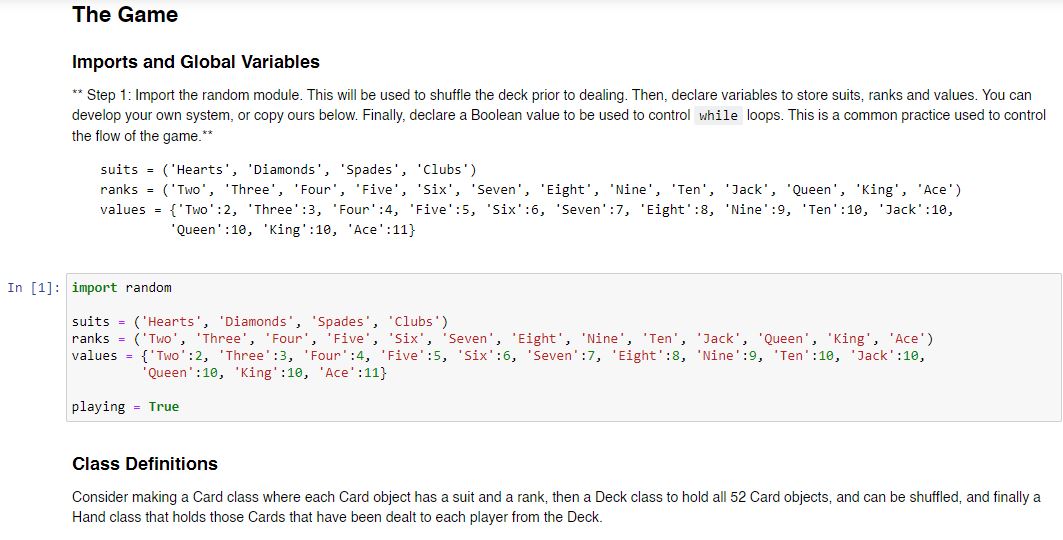 The Game
Imports and Global Variables
** Step 1: Import the random module. This will be used to shuffle the deck prior to dealing. Then, declare variables to store suits, ranks and values. You can
develop your own system, or copy ours below. Finally, declare a Boolean value to be used to control while loops. This is a common practice used to control
the flow of the game.**
suits = ('Hearts', 'Diamonds', 'Spades', 'Clubs')
ranks = ('Two', 'Three', 'Four', 'Five', 'Six', 'Seven', 'Eight', 'Nine', 'Ten', 'Jack', 'Queen', 'King', 'Ace')
values = {'Two':2, 'Three':3, 'Four':4, 'Five':5, 'Six':6, 'Seven':7, 'Eight':8, 'Nine':9, 'Ten':10, 'Jack':10,
'Queen':10, 'King':10, 'Ace':11}
In [1]: import random
suits = ('Hearts', 'Diamonds', 'Spades', 'Clubs')
ranks = ('Two', 'Three', 'Four', 'Five', 'Six', 'Seven', 'Eight', 'Nine', 'Ten', 'Jack', 'Queen', 'King', 'Ace')
values = {'Two':2, 'Three':3, 'Four':4, 'Five':5, 'Six':6, 'Seven':7, 'Eight':8, 'Nine':9, 'Ten':10, 'Jack':10,
'Queen':10, 'King':10, 'Ace':11}
playing = True
Class Definitions
Consider making a Card class where each Card object has a suit and a rank, then a Deck class to hold all 52 Card objects, and can be shuffled, and finally a
Hand class that holds those Cards that have been dealt to each player from the Deck.